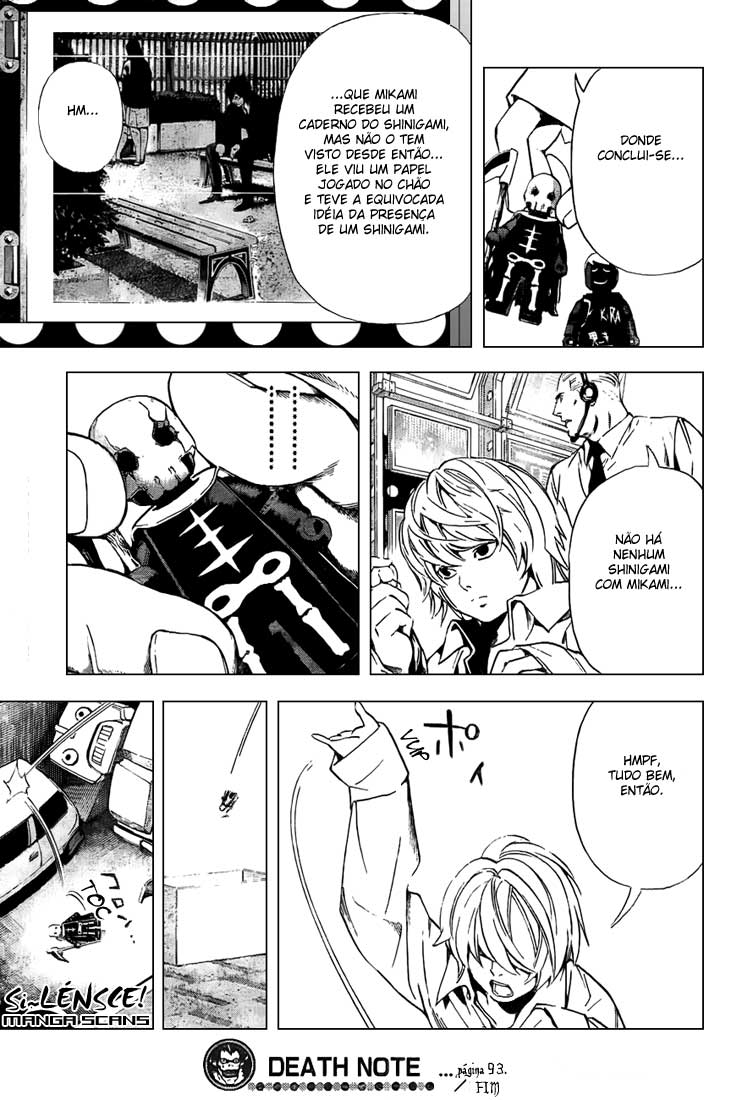 DONDE
CONCLUI-SE...
KIRA
...QUE MIKAMI
RECEBEU UM
CADERNO DO SHINIGAMI,
MAS NÃO O TEM
VISTO DESDE ENTÃO...
ELE VIU UM PAPEL
JOGADO NO CHÃO
E TEVE A EQUIVOCADA
IDÉIA DA PRESENÇA
DE UM SHINIGAMI.
HM...
NÃO HÁ
NENHUM
SHINIGAMI
COM MIKAMI...
HMPF,
TUDO BEM,
ENTÃO.
ポイ
VUP
TOC
Si~LÉNSCE!
MANGA SCANS
DEATH NOTE ...página 93.
FIM